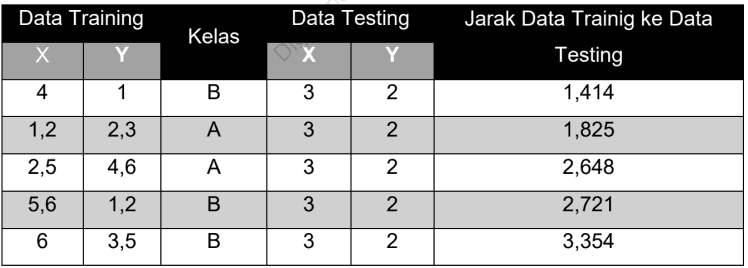 Data Training Kelas Data Testing Jarak Data Trainig ke Data Testing
X Y X Y
4 1 B 3 2 1,414
1,2 2,3 A 3 2 1,825
2,5 4,6 A 3 2 2,648
5,6 1,2 B 3 2 2,721
6 3,5 B 3 2 3,354